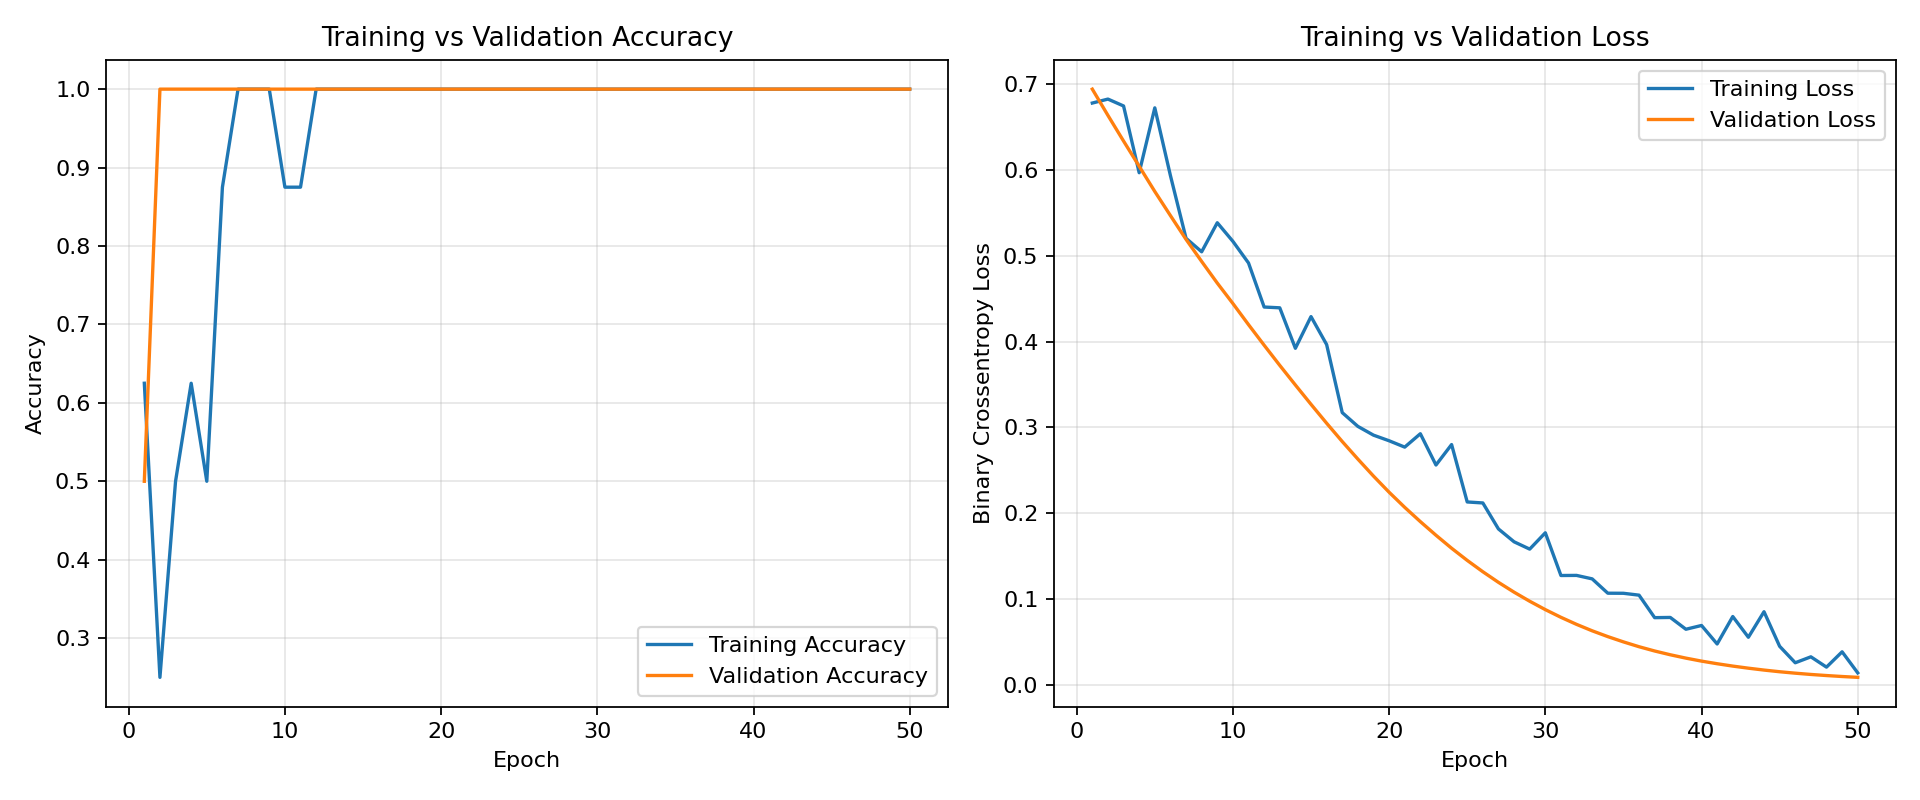 Training vs Validation Accuracy
1.0
0.9
0.8
0.7
0.6
0.5
0.4
0.3
Accuracy
Training Accuracy
Validation Accuracy
0 10 20 30 40 50
Epoch
Training vs Validation Loss
0.7
0.6
0.5
0.4
0.3
0.2
0.1
0.0
Binary Crossentropy Loss
Training Loss
Validation Loss
0 10 20 30 40 50
Epoch